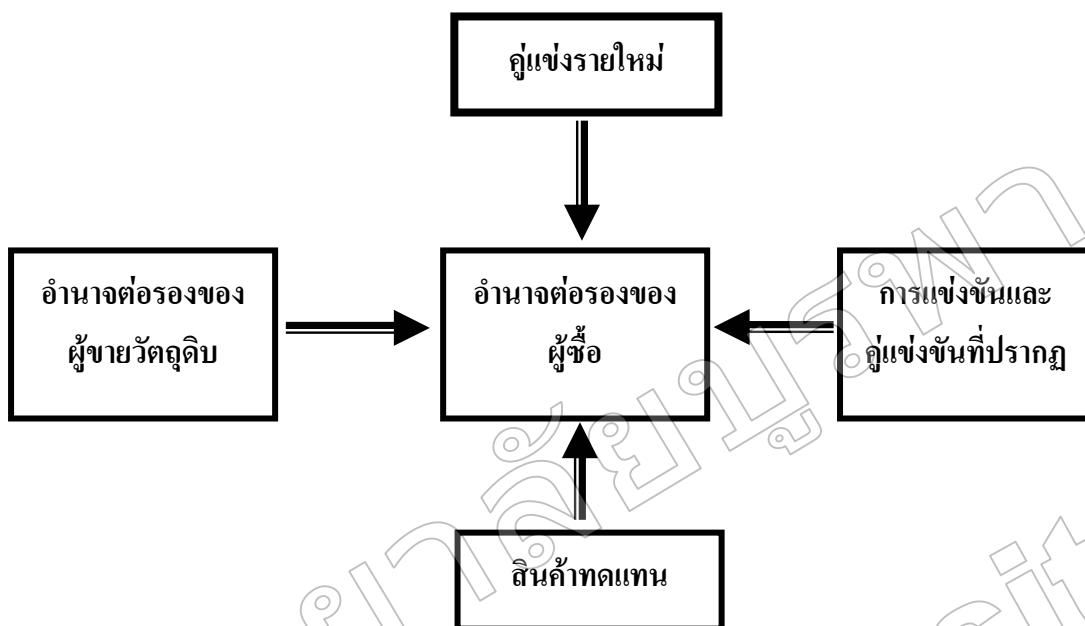 คู่แข่งรายใหม่
อำนาจต่อรองของ
ผู้ขายวัตถุดิบ
อำนาจต่อรองของ
ผู้ซื้อ
การแข่งขันและ
คู่แข่งขันที่ปรากฏ
สินค้าทดแทน